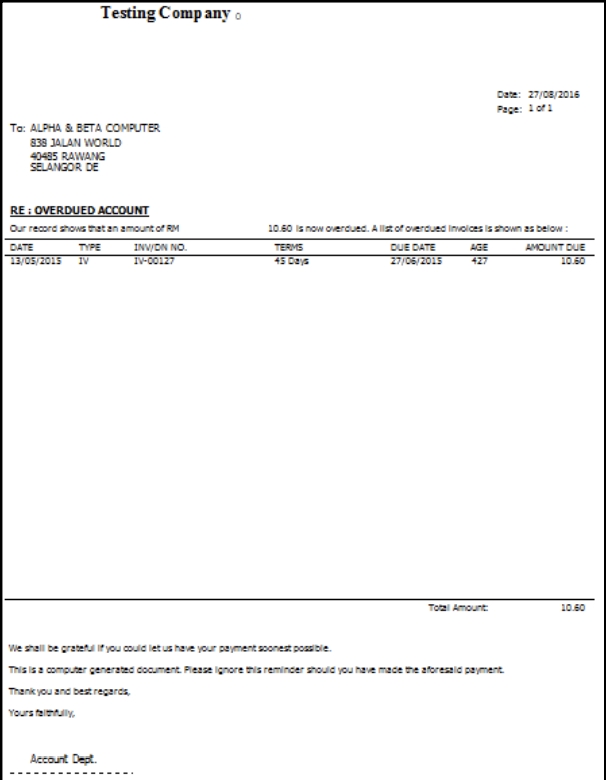 Testing Company 0
Date: 27/08/2016
Page: 1 of 1
To: ALPHA & BETA COMPUTER
838 JALAN WORLD
40485 RAWANG
SELANGOR DE
RE : OVERDUED ACCOUNT
Our record shows that an amount of RM 10.60 is now overdued. A list of overdued invoices is shown as below :
DATE TYPE INV/DN NO. TERMS DUE DATE AGE AMOUNT DUE
13/05/2015 IV IV-00127 45 Days 27/06/2015 427 10.60
Total Amount: 10.60
We shall be grateful if you could let us have your payment soonest possible.
This is a computer generated document. Please ignore this reminder should you have made the aforesaid payment.
Thank you and best regards,
Yours faithfully,
Account Dept.